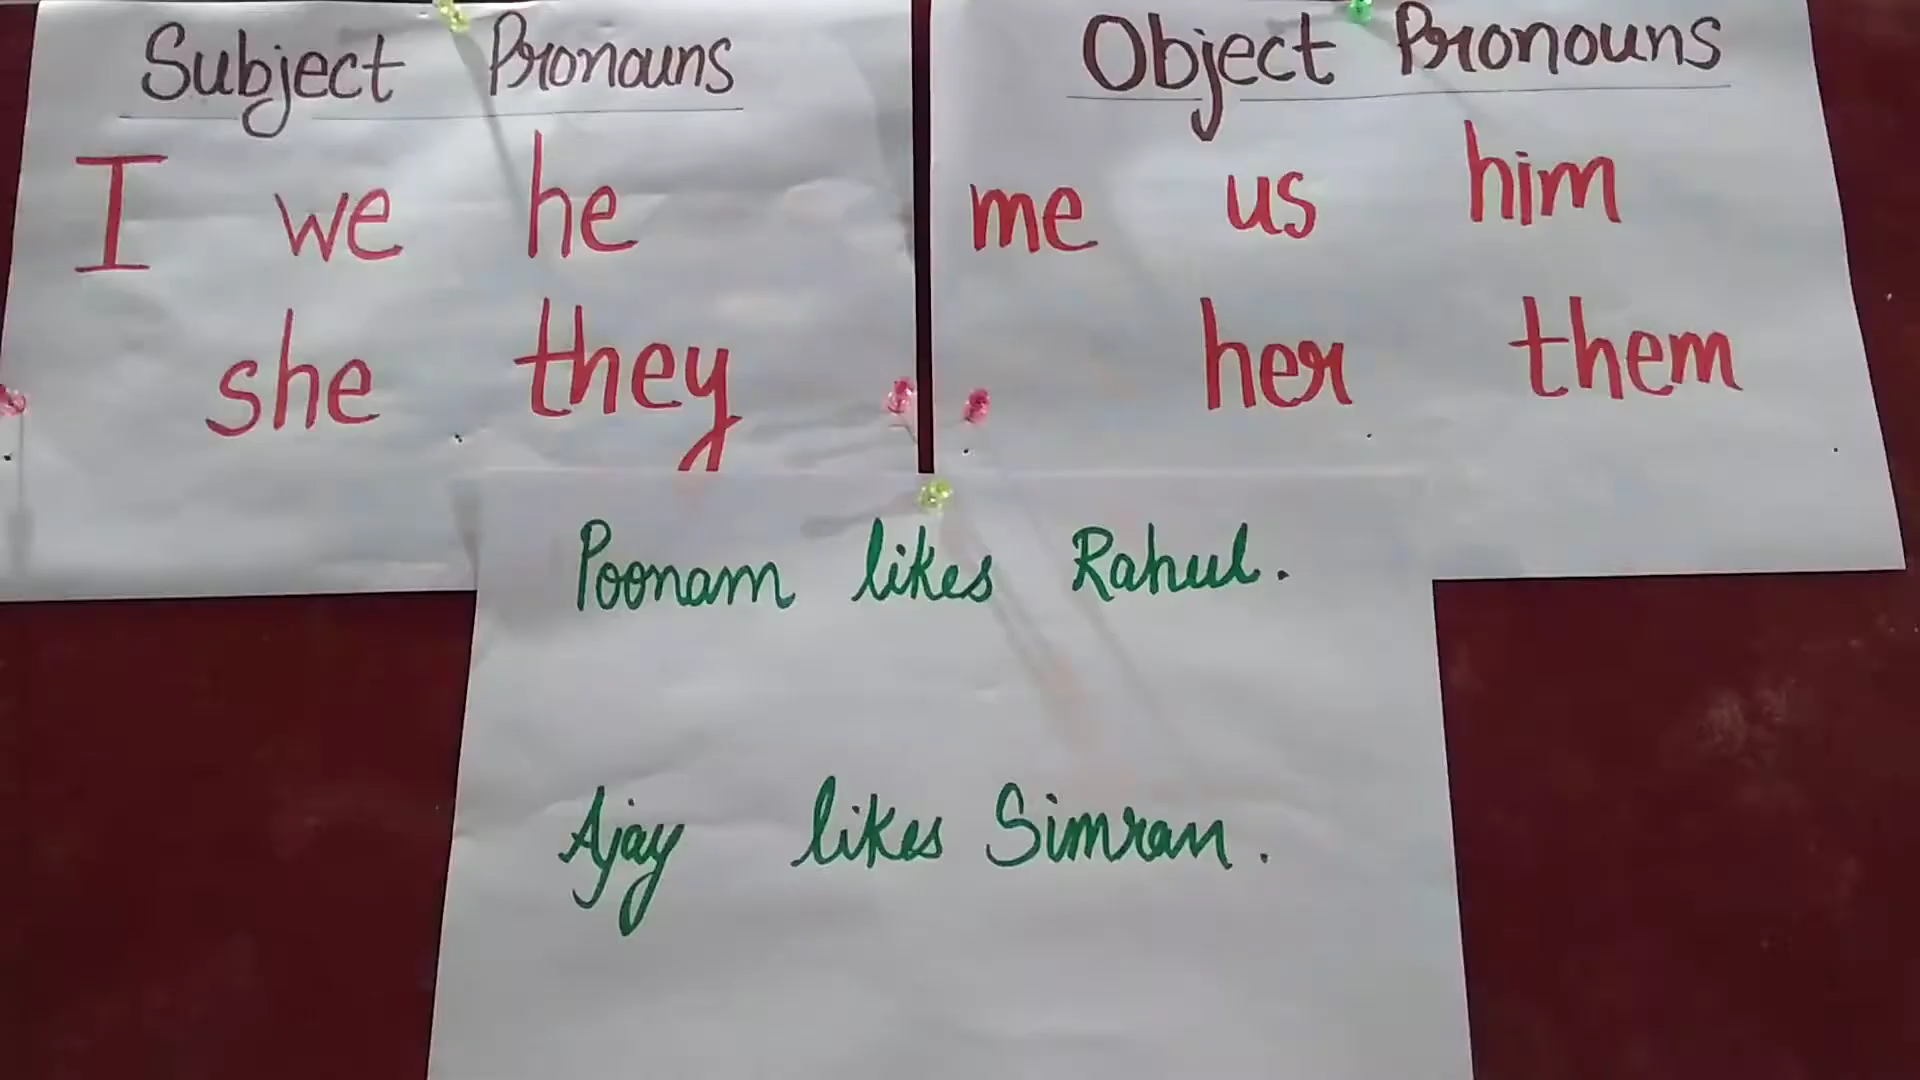 Subject Pronouns
I we he
she they
Object Pronouns
me us him
her them
Poonam likes Rahul.
Ajay likes Simran.